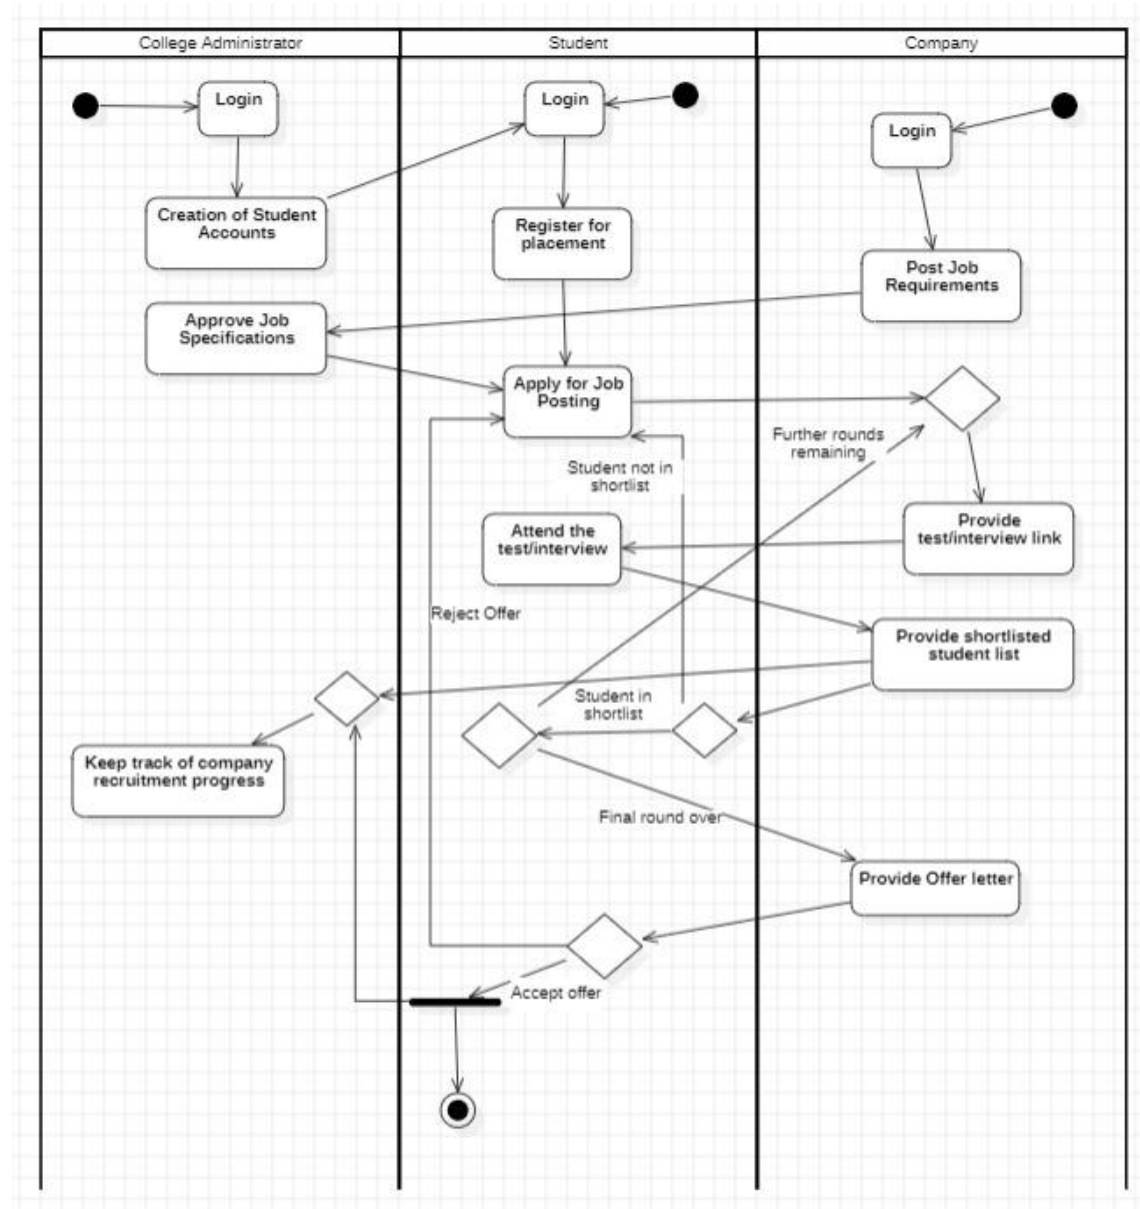 College Administrator
Student
Company
Login
Login
Login
Creation of Student
Accounts
Register for
placement
Post Job
Requirements
Approve Job
Specifications
Apply for Job
Posting
Further rounds
remaining
Student not in
shortlist
Attend the
test/interview
Provide
test/interview link
Reject Offer
Provide shortlisted
student list
Student in
shortlist
Keep track of company
recruitment progress
Final round over
Provide Offer letter
Accept offer